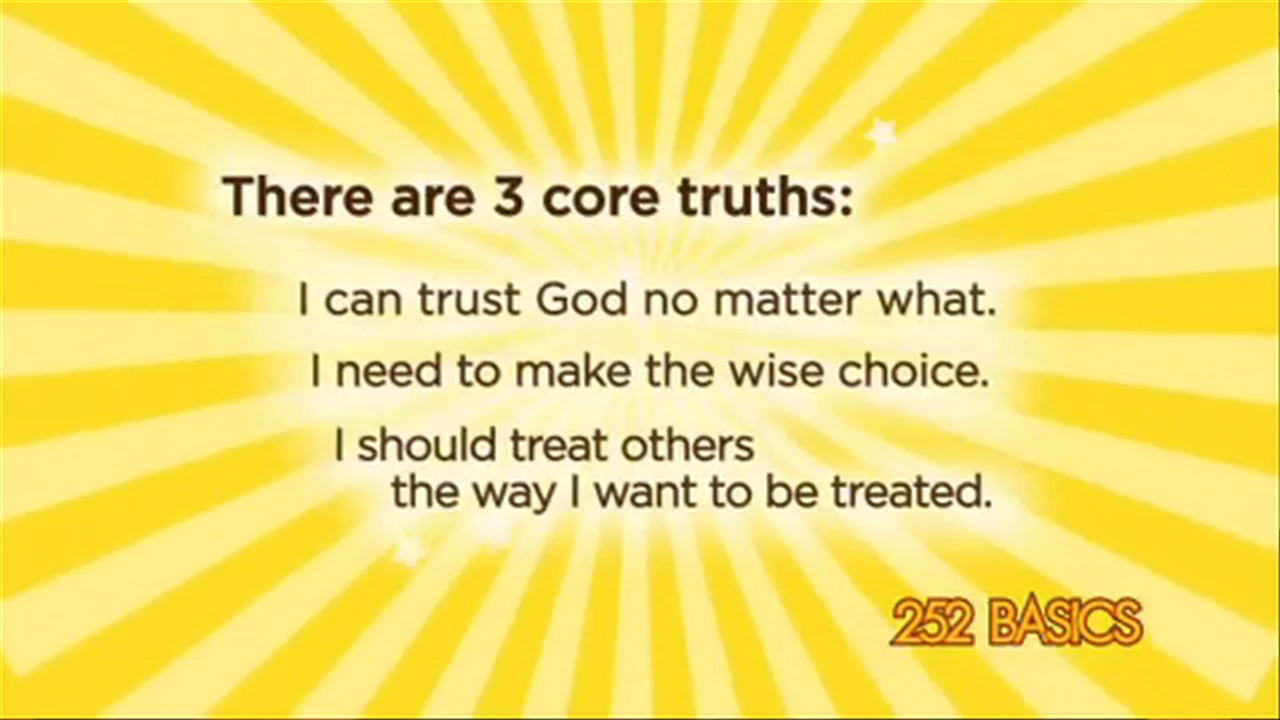 There are 3 core truths:
I can trust God no matter what.
I need to make the wise choice.
I should treat others
the way I want to be treated.
252 BASICS